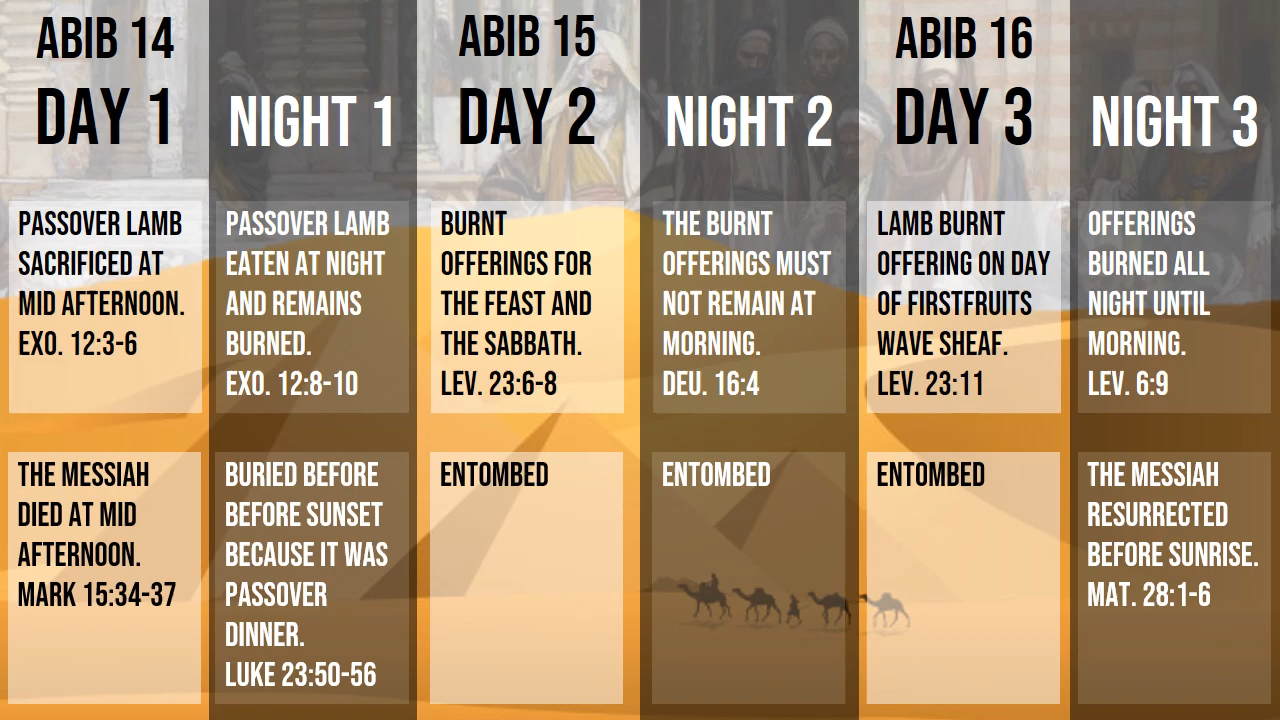 ABIB 14
DAY 1
NIGHT 1
ABIB 15
DAY 2
NIGHT 2
ABIB 16
DAY 3
NIGHT 3
PASSOVER LAMB
SACRIFICED AT
MID AFTERNOON.
EXO. 12:3-6
PASSOVER LAMB
EATEN AT NIGHT
AND REMAINS
BURNED.
EXO. 12:8-10
BURNT
OFFERINGS FOR
THE FEAST AND
THE SABBATH.
LEV. 23:6-8
THE BURNT
OFFERINGS MUST
NOT REMAIN AT
MORNING.
DEU. 16:4
LAMB BURNT
OFFERING ON DAY
OF FIRSTFRUITS
WAVE SHEAF.
LEV. 23:11
OFFERINGS
BURNED ALL
NIGHT UNTIL
MORNING.
LEV. 6:9
THE MESSIAH
DIED AT MID
AFTERNOON.
MARK 15:34-37
BURIED BEFORE
BEFORE SUNSET
BECAUSE IT WAS
PASSOVER
DINNER.
LUKE 23:50-56
ENTOMBED
ENTOMBED
ENTOMBED
THE MESSIAH
RESURRECTED
BEFORE SUNRISE.
MAT. 28:1-6